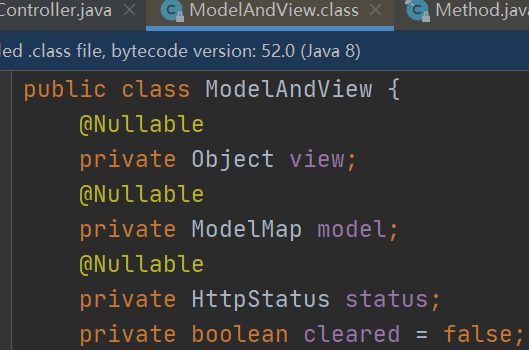 Controller.java ModelAndView.class Method.java
led .class file, bytecode version: 52.0 (Java 8)
public class ModelAndView {
@Nullable
private Object view;
@Nullable
private ModelMap model;
@Nullable
private HttpStatus status;
private boolean cleared = false;